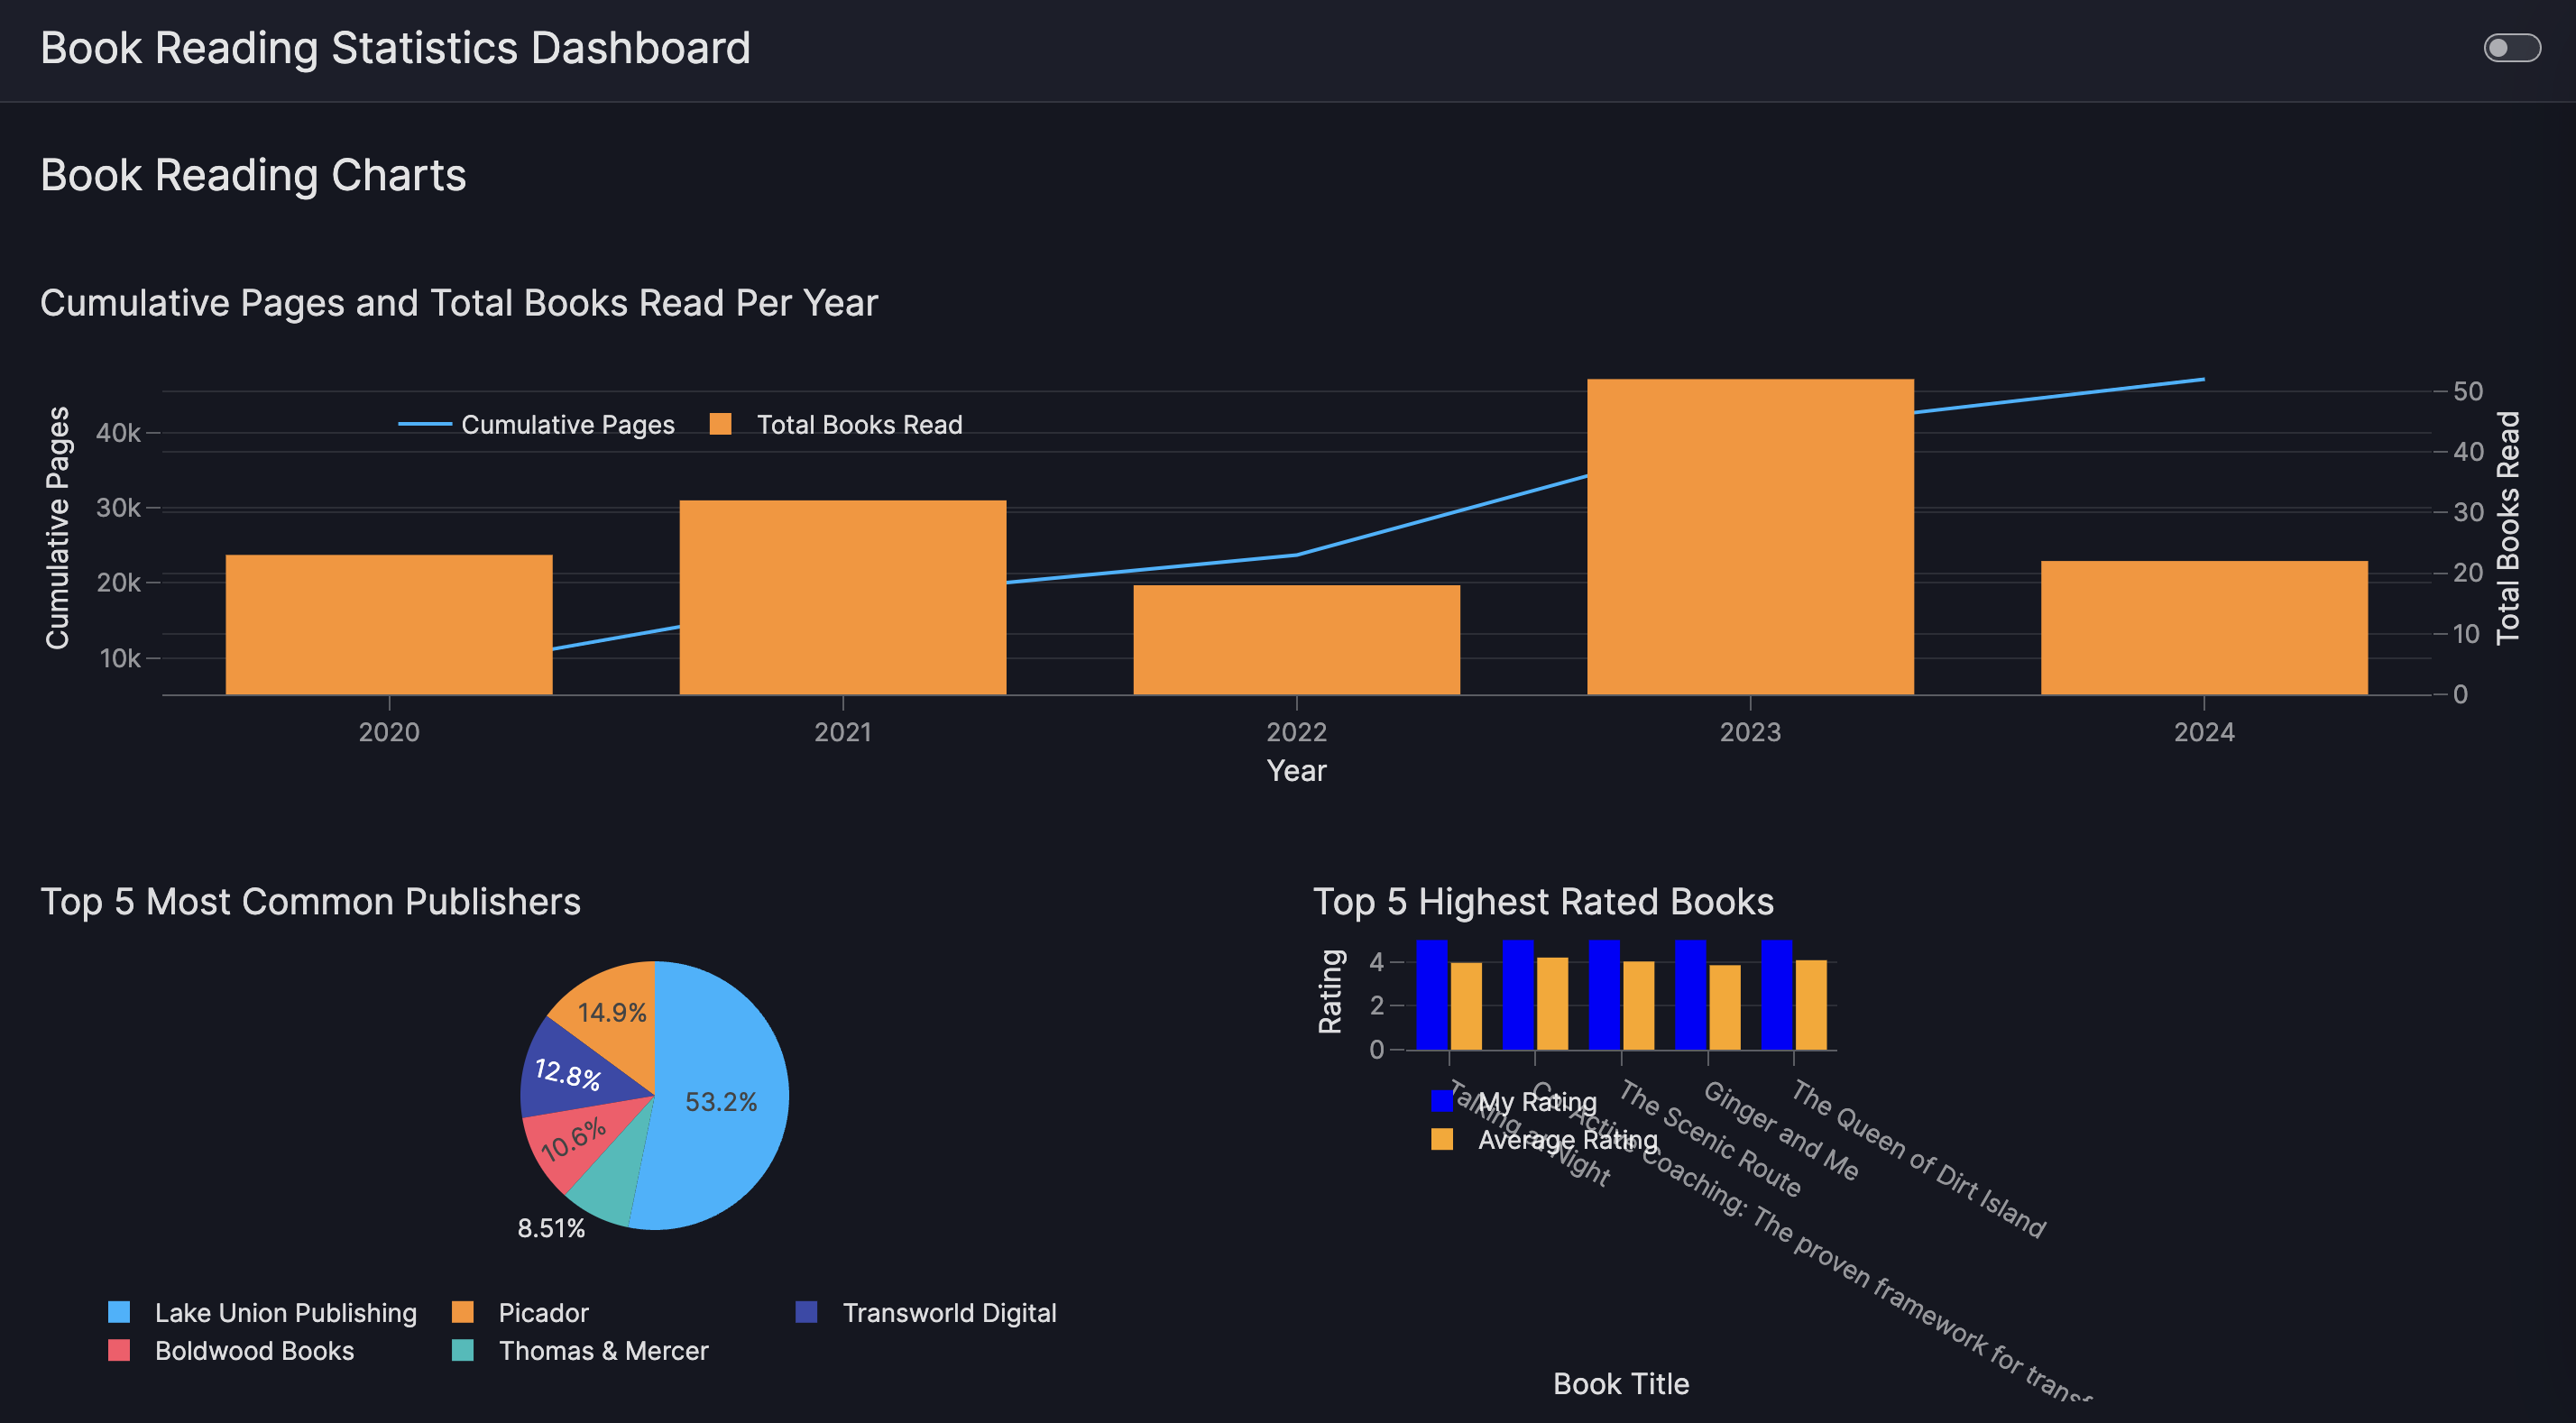 Book Reading Statistics Dashboard
Book Reading Charts
Cumulative Pages and Total Books Read Per Year
Cumulative Pages
Total Books Read
Cumulative Pages
40k
30k
20k
10k
50
40
30
20
10
0
Total Books Read
2020
2021
2022
2023
2024
Year
Top 5 Most Common Publishers
14.9%
12.8%
53.2%
10.6%
8.51%
Lake Union Publishing
Picador
Transworld Digital
Boldwood Books
Thomas & Mercer
Top 5 Highest Rated Books
Rating
4
2
0
My Rating
Average Rating
Talking at Night
Co-Active Coaching: The proven framework for transf
The Scenic Route
Ginger and Me
The Queen of Dirt Island
Book Title